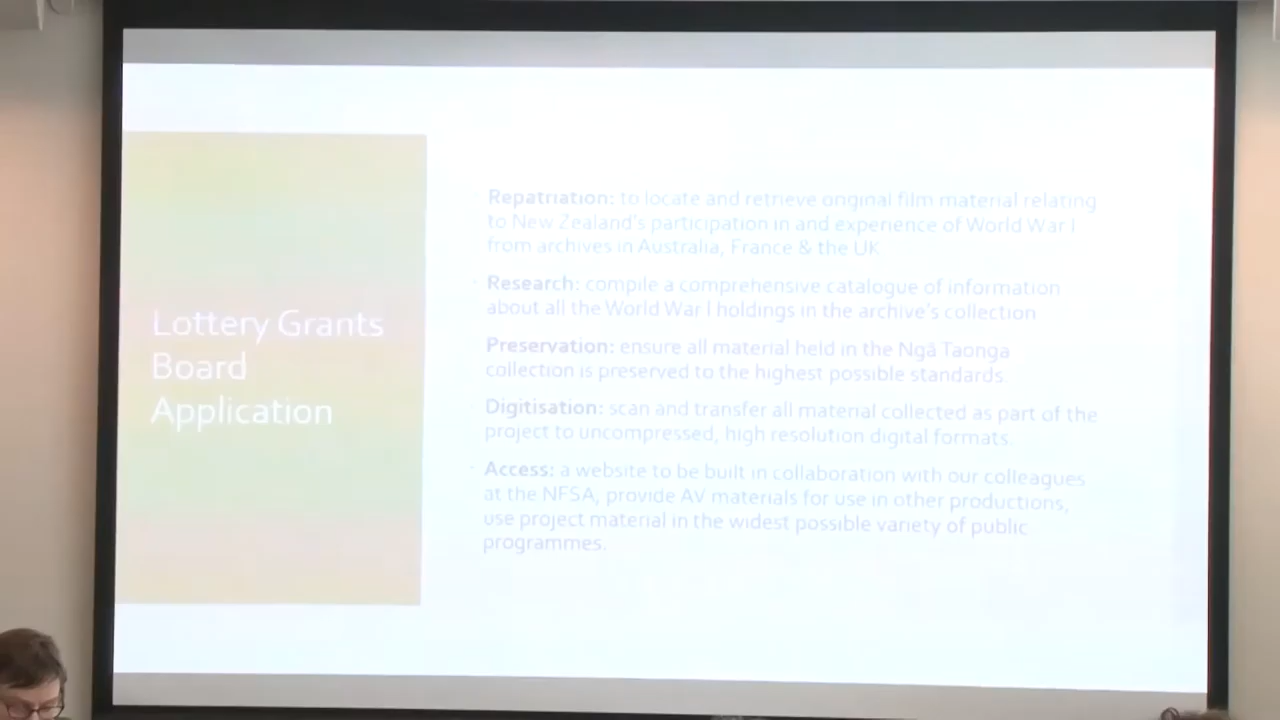 Lottery Grants
Board
Application
Repatriation: to locate and retrieve original film material relating
to New Zealand's participation in and experience of World War I
from archives in Australia, France & the UK
Research: compile a comprehensive catalogue of information
about all the World War I holdings in the archive's collection
Preservation: ensure all material held in the Ngā Taonga
collection is preserved to the highest possible standards.
Digitisation: scan and transfer all material collected as part of the
project to uncompressed, high resolution digital formats.
Access: a website to be built in collaboration with our colleagues
at the NFSA, provide AV materials for use in other productions,
use project material in the widest possible variety of public
programmes.